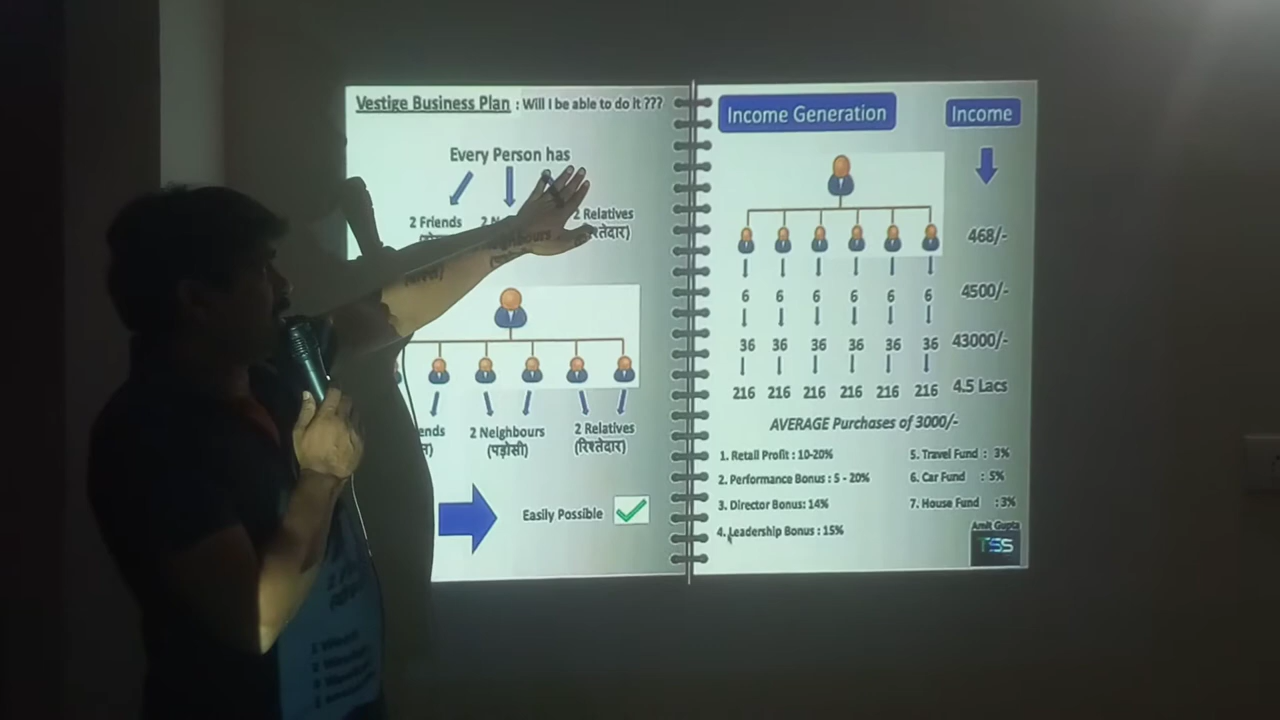 Vestige Business Plan : Will I be able to do it ???
Every Person has
2 Friends
2 Relatives
2 Neighbours
(पड़ोसी)
2 Relatives
(रिश्तेदार)
Easily Possible
Income Generation
Income
468/-
6 6 6 6 6 6 4500/-
36 36 36 36 36 36 43000/-
216 216 216 216 216 216 4.5 Lacs
AVERAGE Purchases of 3000/-
1. Retail Profit : 10-20%
2. Performance Bonus : 5 - 20%
3. Director Bonus: 14%
4. Leadership Bonus : 15%
5. Travel Fund : 3%
6. Car Fund : 5%
7. House Fund : 3%
Amit Gupta
TSS